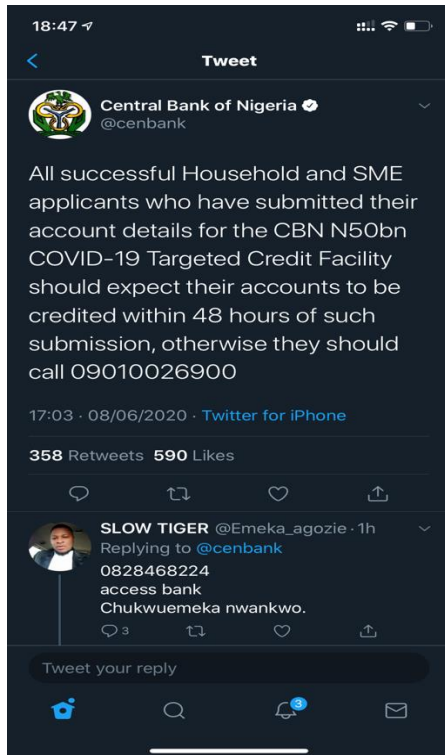 18:47
Tweet
Central Bank of Nigeria
@cenbank
All successful Household and SME
applicants who have submitted their
account details for the CBN N50bn
COVID-19 Targeted Credit Facility
should expect their accounts to be
credited within 48 hours of such
submission, otherwise they should
call 09010026900
17:03 · 08/06/2020 · Twitter for iPhone
358 Retweets 590 Likes
SLOW TIGER @Emeka_agozie · 1h
Replying to @cenbank
0828468224
access bank
Chukwuemeka nwankwo.
3
Tweet your reply
3